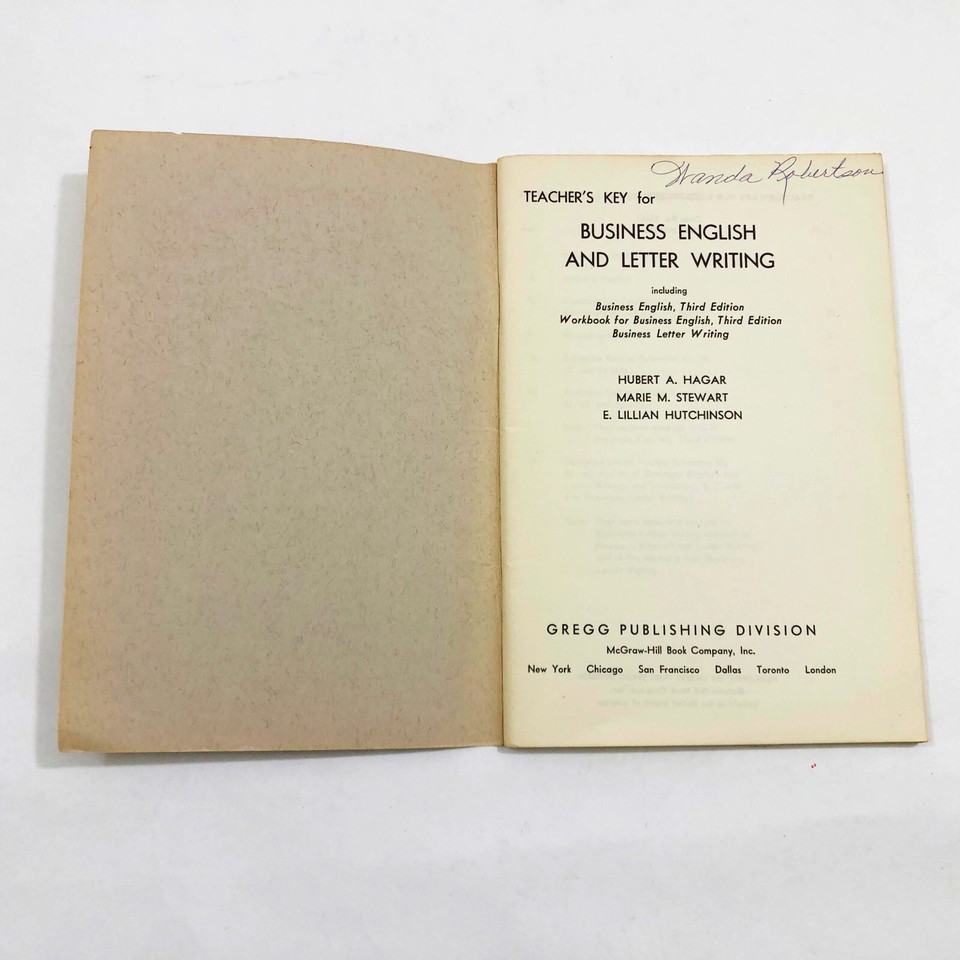 Wanda Robertson
TEACHER'S KEY for
BUSINESS ENGLISH
AND LETTER WRITING
including
Business English, Third Edition
Workbook for Business English, Third Edition
Business Letter Writing
HUBERT A. HAGAR
MARIE M. STEWART
E. LILLIAN HUTCHINSON
GREGG PUBLISHING DIVISION
McGraw-Hill Book Company, Inc.
New York Chicago San Francisco Dallas Toronto London